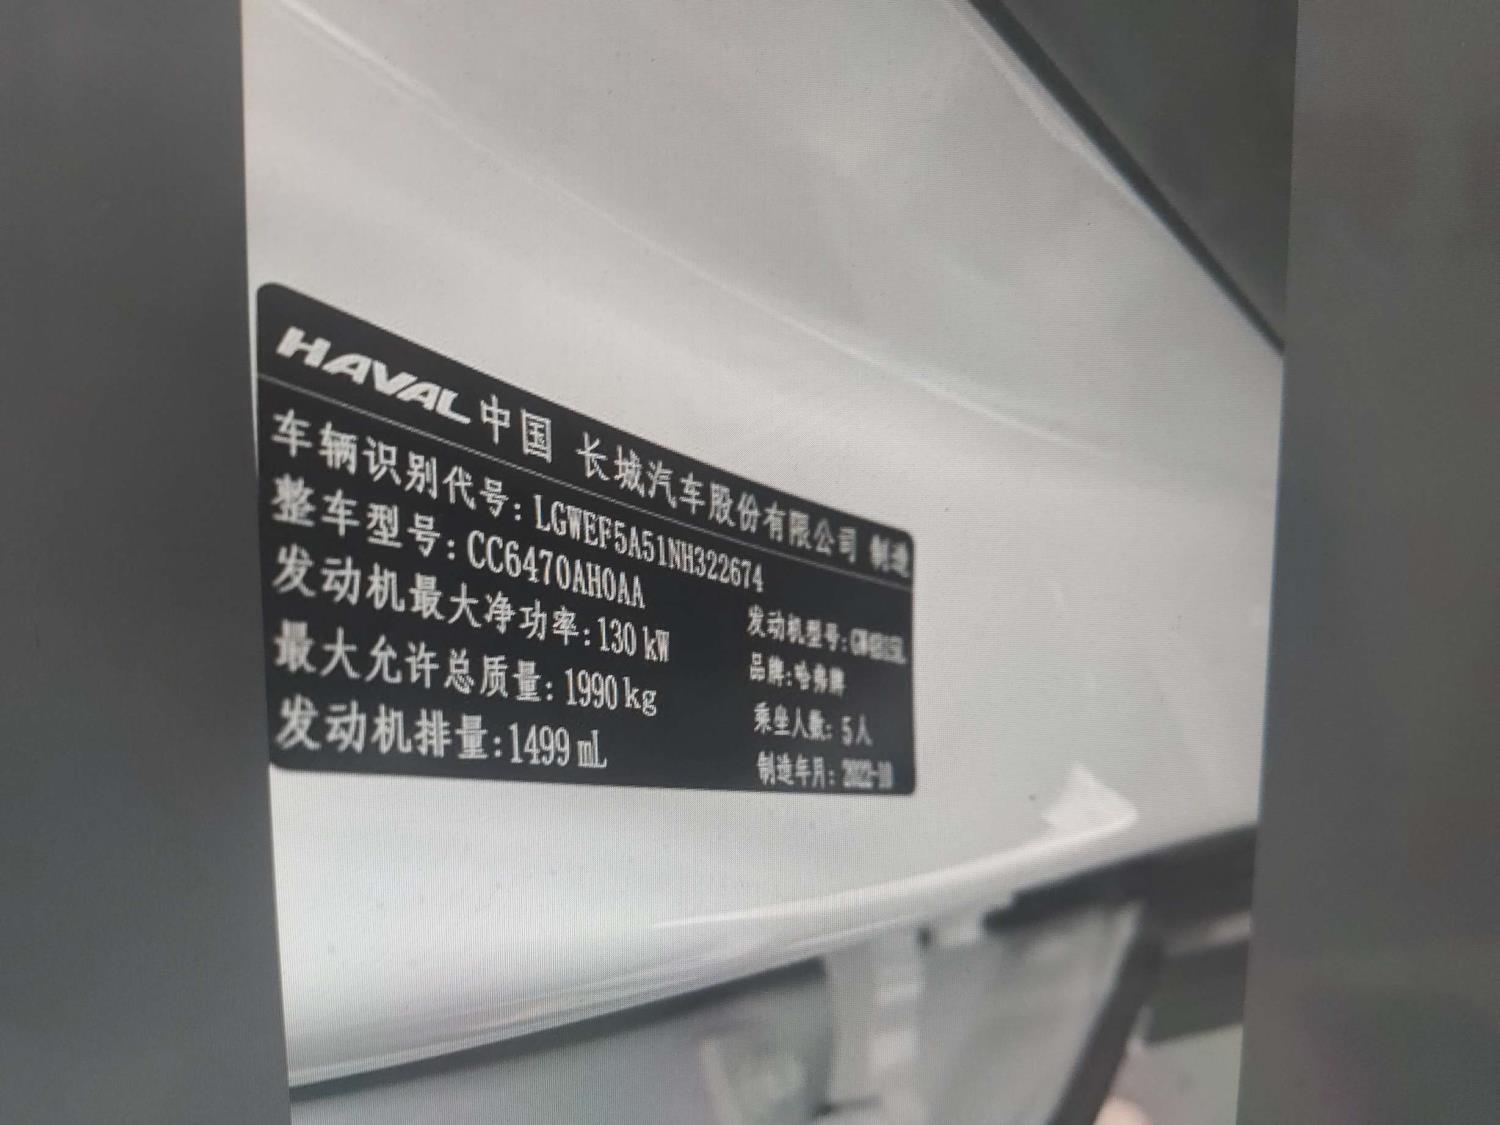 HAVAL 中国 长城汽车股份有限公司 制造
车辆识别代号:LGWEF5A51NH322674
整车型号:CC6470AH0AA
发动机最大净功率:130 kW
发动机型号:GW4B15L
最大允许总质量:1990 kg
品牌:哈弗牌
发动机排量:1499 mL
乘坐人数:5人
制造年月:2022-10